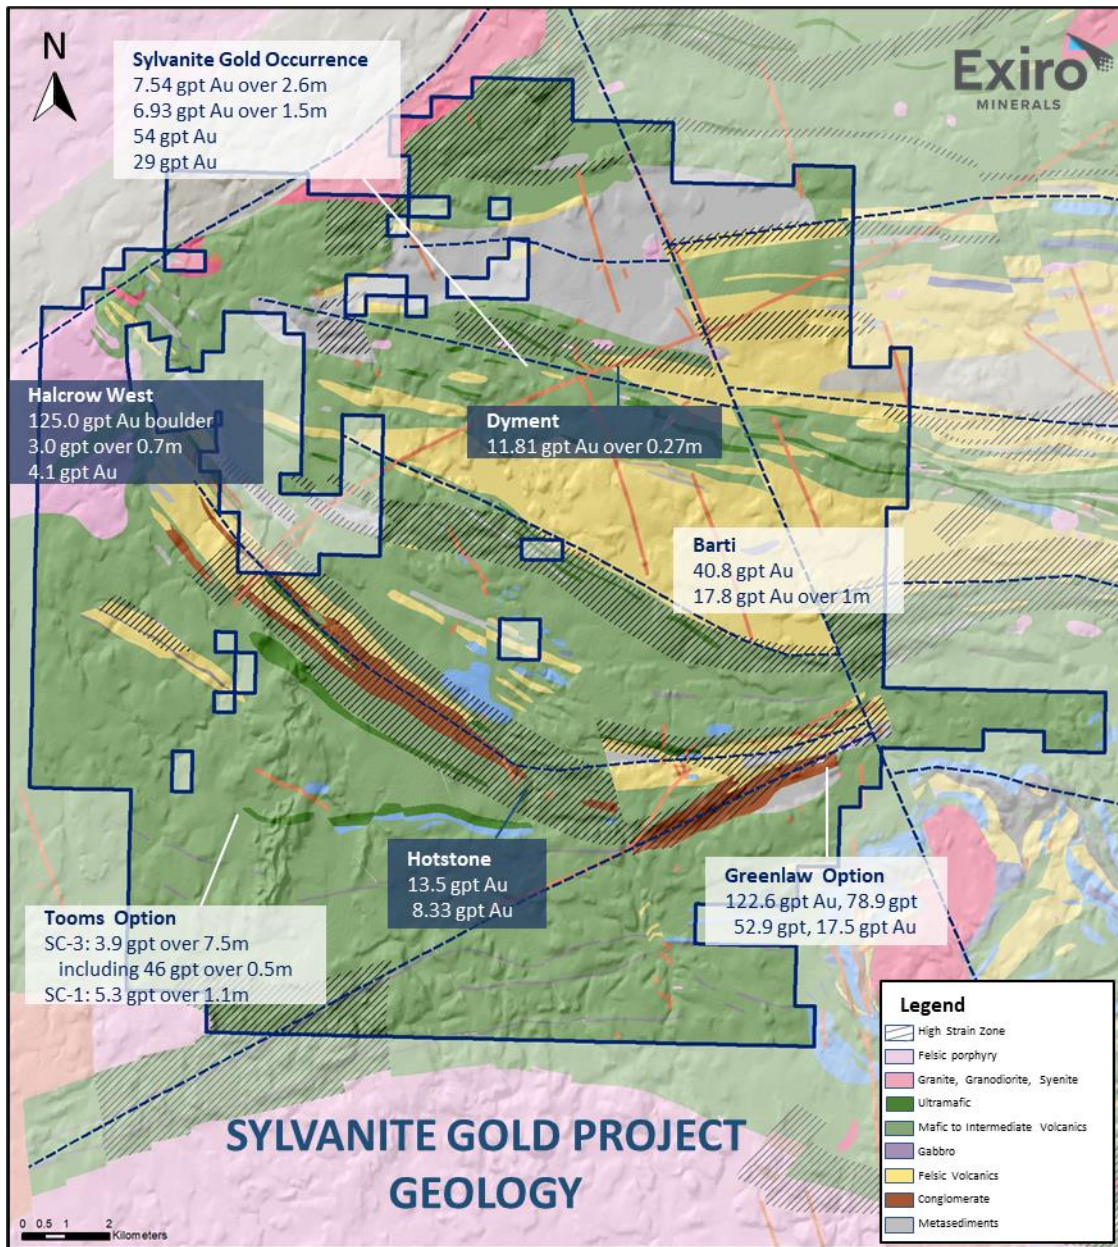 N
Exiro
MINERALS
Sylvanite Gold Occurrence
7.54 gpt Au over 2.6m
6.93 gpt Au over 1.5m
54 gpt Au
29 gpt Au
Halcrow West
125.0 gpt Au boulder
3.0 gpt over 0.7m
4.1 gpt Au
Dyment
11.81 gpt Au over 0.27m
Barti
40.8 gpt Au
17.8 gpt Au over 1m
Hotstone
13.5 gpt Au
8.33 gpt Au
Greenlaw Option
122.6 gpt Au, 78.9 gpt
52.9 gpt, 17.5 gpt Au
Tooms Option
SC-3: 3.9 gpt over 7.5m
including 46 gpt over 0.5m
SC-1: 5.3 gpt over 1.1m
Legend
High Strain Zone
Felsic porphyry
Granite, Granodiorite, Syenite
Ultramafic
Mafic to Intermediate Volcanics
Gabbro
Felsic Volcanics
Conglomerate
Metasediments
SYLVANITE GOLD PROJECT
GEOLOGY
0 0.5 1 2
Kilometers